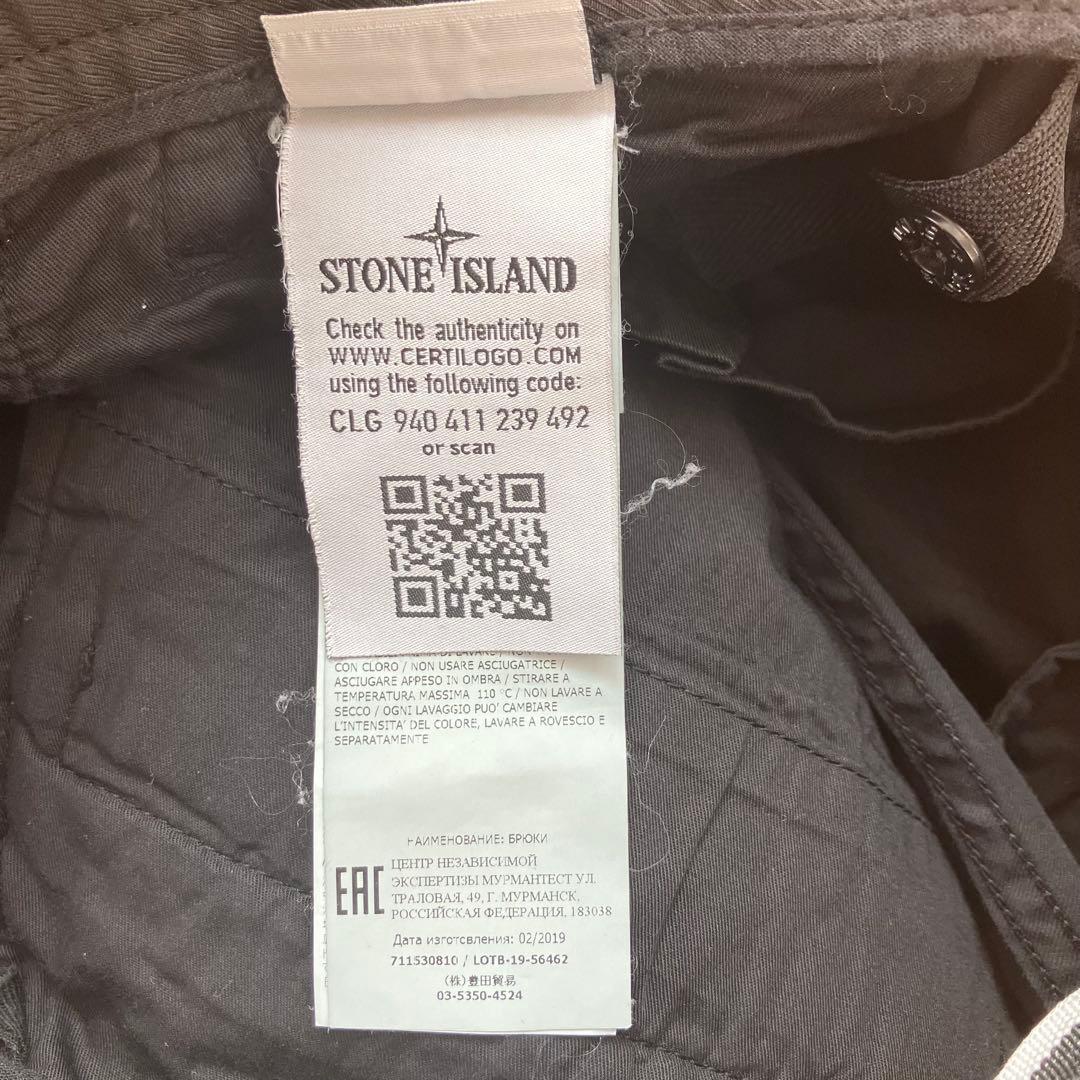 STONE ISLAND
Check the authenticity on
WWW.CERTILOGO.COM
using the following code:
CLG 940 411 239 492
or scan
CON CLORO / NON USARE ASCIUGATRICE /
ASCIUGARE APPESO IN OMBRA / STIRARE A
TEMPERATURA MASSIMA 110 °C / NON LAVARE A
SECCO / OGNI LAVAGGIO PUO' CAMBIARE
L'INTENSITA' DEL COLORE, LAVARE A ROVESCIO E
SEPARATAMENTE
НАИМЕНОВАНИЕ: БРЮКИ
EAC
ЦЕНТР НЕЗАВИСИМОЙ
ЭКСПЕРТИЗЫ МУРМАНТЕСТ УЛ.
ТРАЛОВАЯ, 49, Г. МУРМАНСК,
РОССИЙСКАЯ ФЕДЕРАЦИЯ, 183038
Дата изготовления: 02/2019
711530810 / LOTB-19-56462
(株)豊田貿易
03-5350-4524